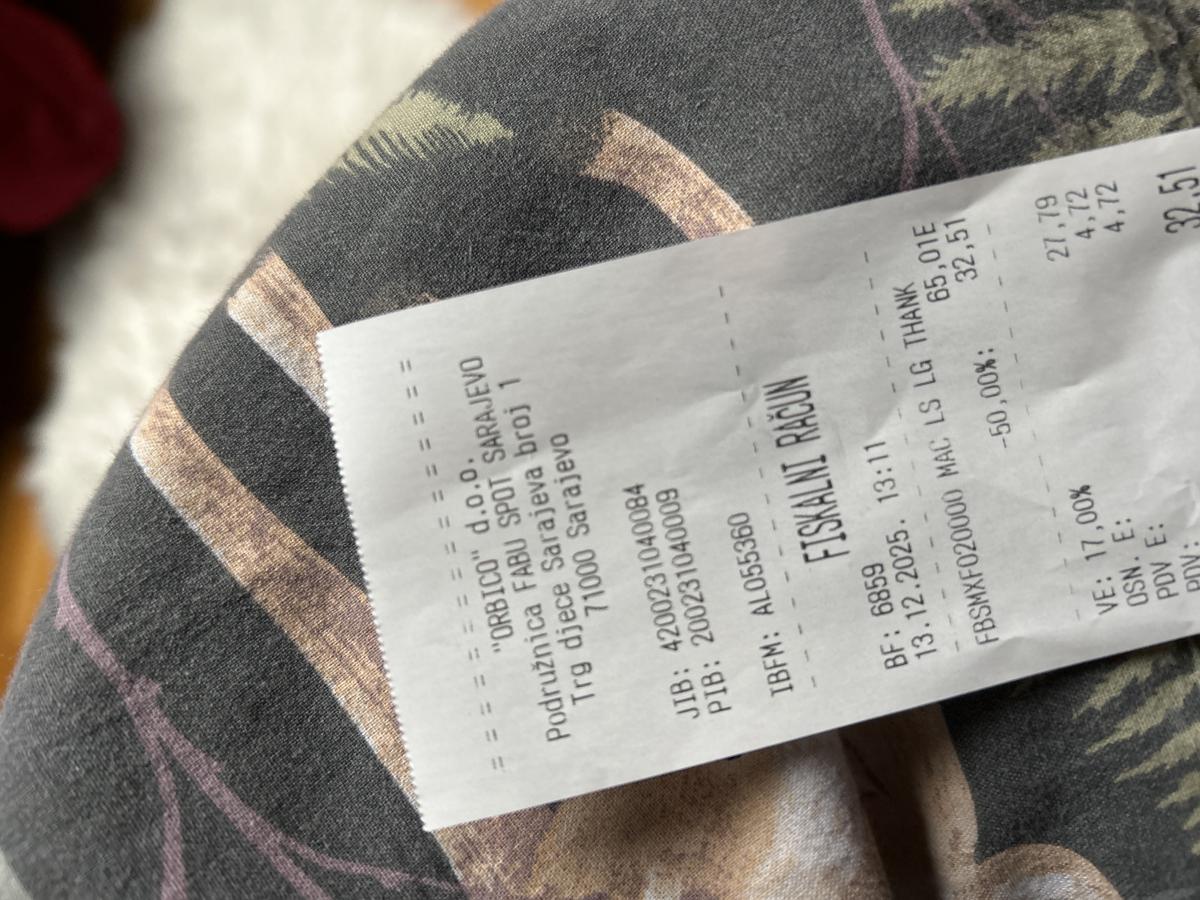 = = = = = = = = = = = = = = = =
"ORBICO" d.o.o.
Podružnica FABU SPOT SARAJEVO
Trg djece Sarajeva broj 1
71000 Sarajevo
JIB: 4200231040084
PIB: 200231040009
IBFM: AL055360
- - - - - - - - - - - - - - - -
FISKALNI RAČUN
BF: 6859
13.12.2025. 13:11
- - - - - - - - - - - - - - - -
FBSMXF020000 MAC LS LG THANK
65,01E
-50,00%: 32,51
- - - - - - - - - - - - - - - -
VE: 17,00%
OSN. E: 27,79
PDV E: 4,72
PDV: 4,72
32,51